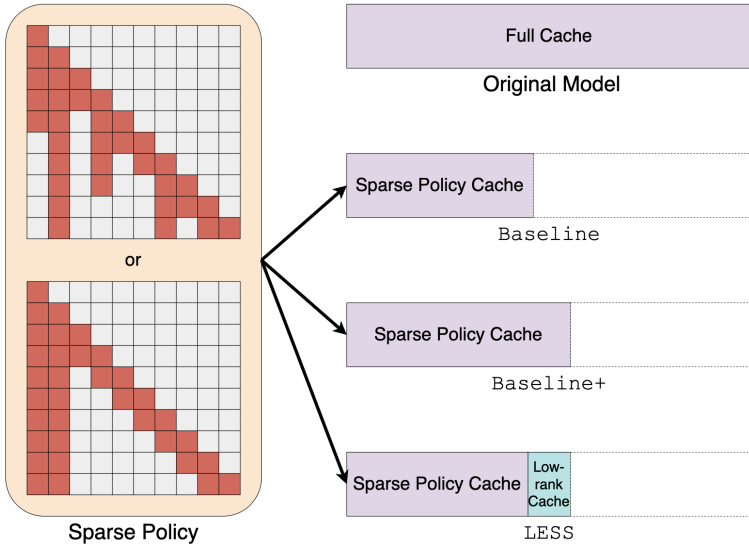 or
Sparse Policy
Full Cache
Original Model
Sparse Policy Cache
Baseline
Sparse Policy Cache
Baseline+
Sparse Policy Cache
Low-
rank
Cache
LESS